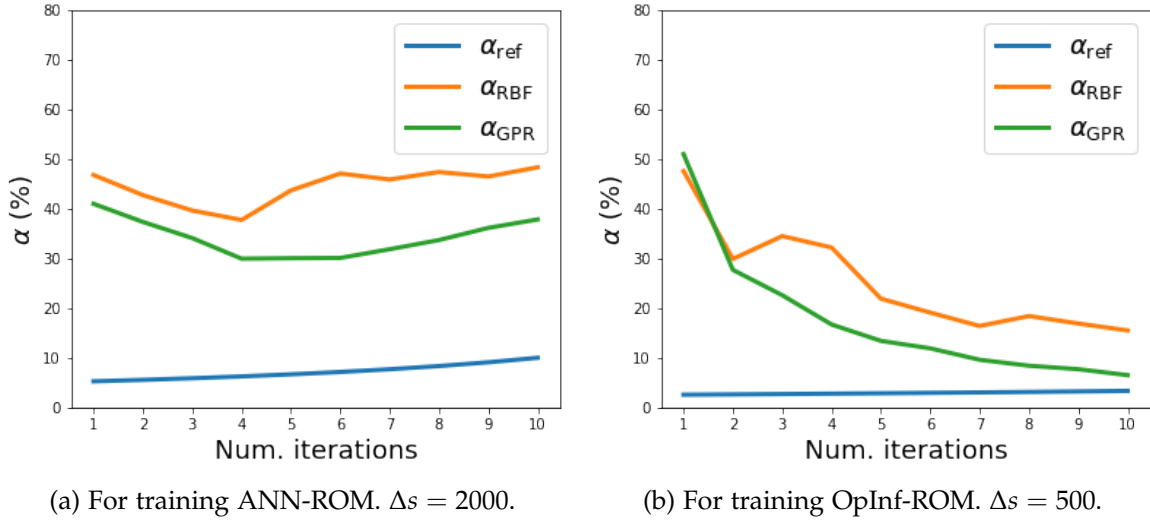 80
70
60
50
40
30
20
10
0
α (%)
α_ref
α_RBF
α_GPR
1 2 3 4 5 6 7 8 9 10
Num. iterations
(a) For training ANN-ROM. Δs = 2000.
80
70
60
50
40
30
20
10
0
α (%)
α_ref
α_RBF
α_GPR
1 2 3 4 5 6 7 8 9 10
Num. iterations
(b) For training OpInf-ROM. Δs = 500.